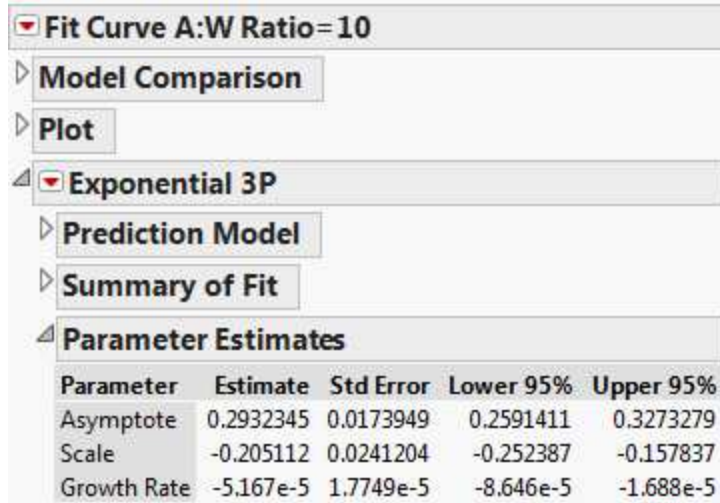 Fit Curve A:W Ratio=10
Model Comparison
Plot
Exponential 3P
Prediction Model
Summary of Fit
Parameter Estimates
Parameter Estimate Std Error Lower 95% Upper 95%
Asymptote 0.2932345 0.0173949 0.2591411 0.3273279
Scale -0.205112 0.0241204 -0.252387 -0.157837
Growth Rate -5.167e-5 1.7749e-5 -8.646e-5 -1.688e-5